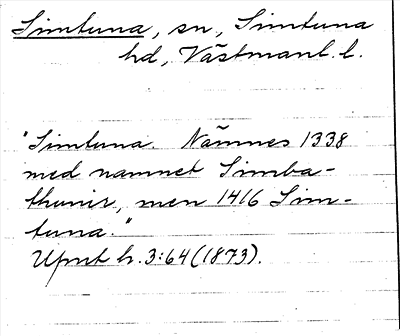 Simtuna, sn, Simtuna
hd, Västmanl. l.
"Simtuna. Nämnes 1338
med namnet Simba-
thunir, men 1416 Sim-
tuna."
Upmt h. 3:64 (1873).